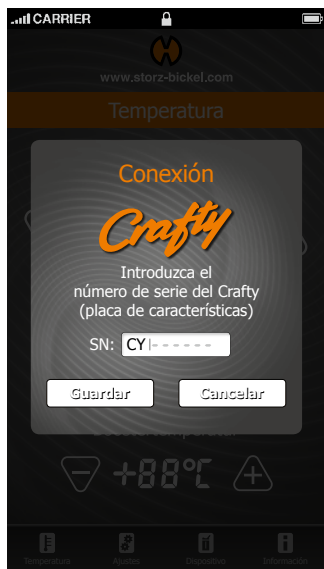 CARRIER
www.storz-bickel.com
Temperatura
Conexión
Crafty
Introduzca el
número de serie del Crafty
(placa de características)
SN: CY|------
Guardar Cancelar
+88°C
Temperatura Ajustes Dispositivo Información